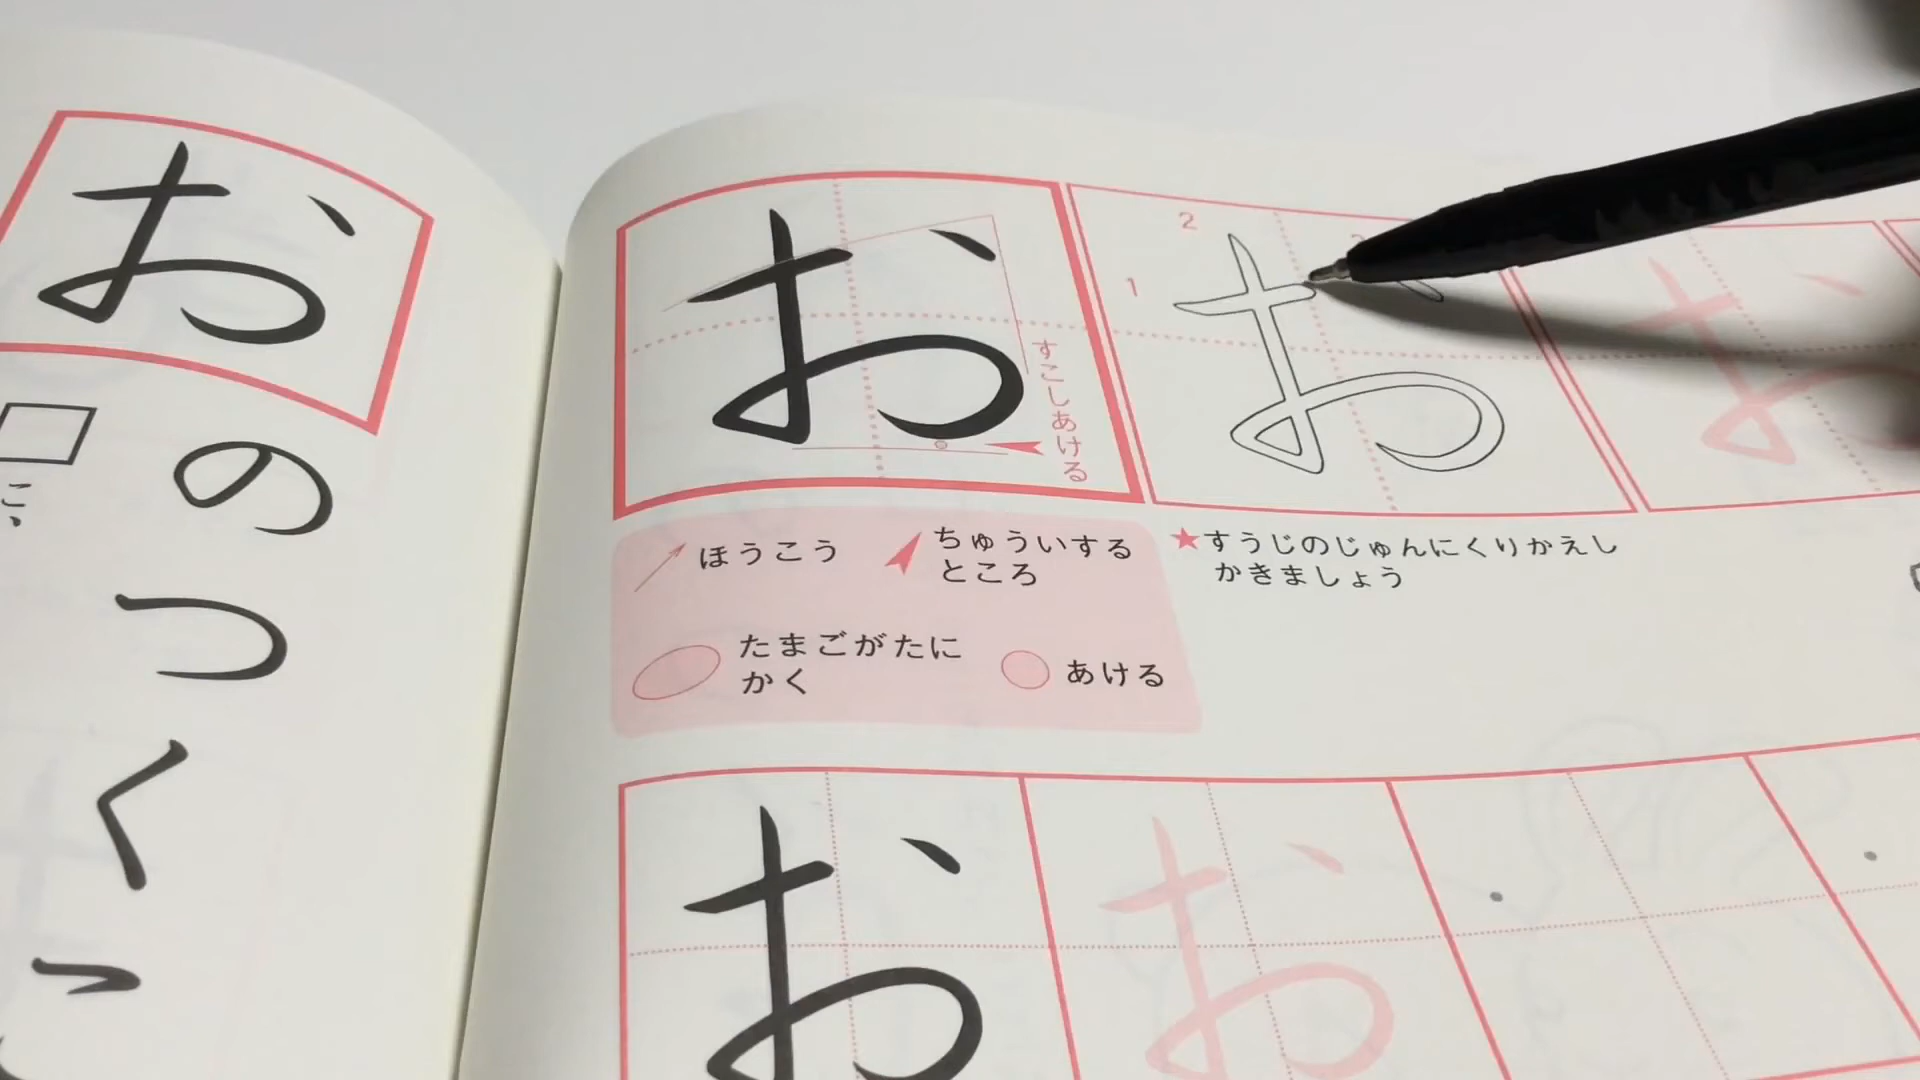 お
のつくこ
お
すこしあける
1
2
お
お
ほうこう
ちゅういする
ところ
たまごがたに
かく
あける
★すうじのじゅんにくりかえし
かきましょう
お
お